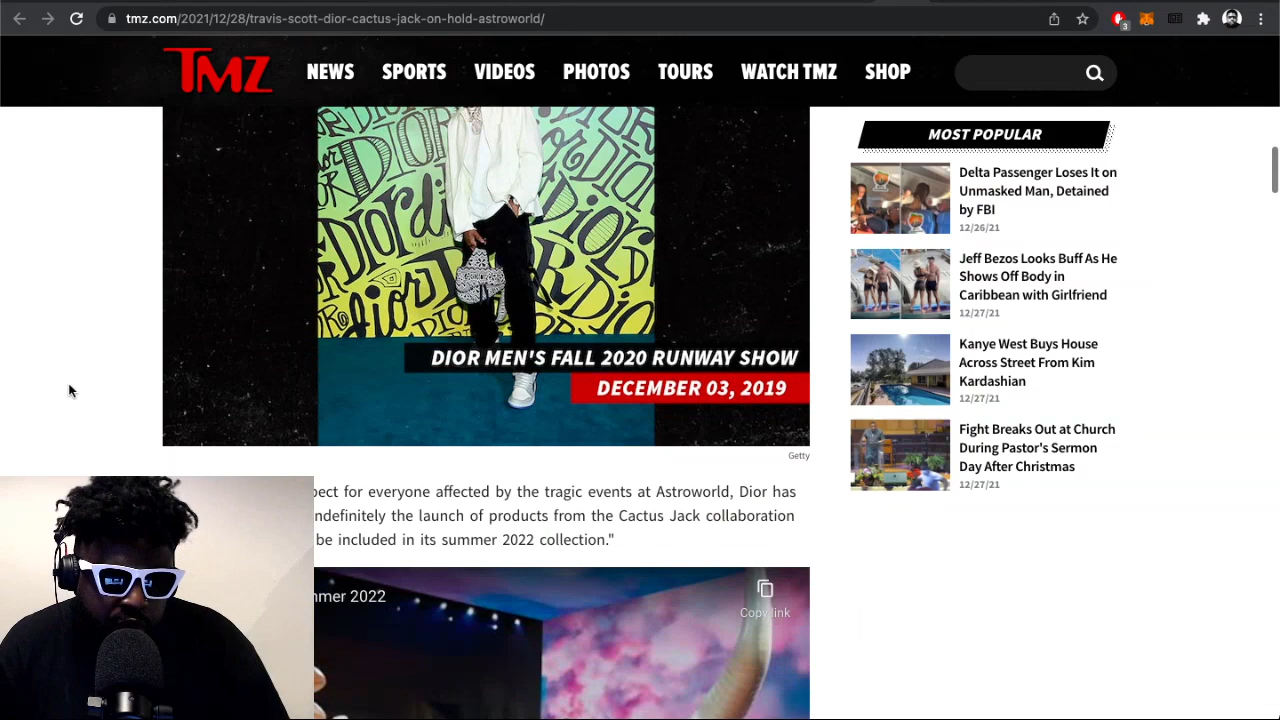 tmz.com/2021/12/28/travis-scott-dior-cactus-jack-on-hold-astroworld/
3
TMZ
NEWS
SPORTS
VIDEOS
PHOTOS
TOURS
WATCH TMZ
SHOP
DIOR
DIOR
DIOR MEN'S FALL 2020 RUNWAY SHOW
DECEMBER 03, 2019
Getty
pect for everyone affected by the tragic events at Astroworld, Dior has
ndefinitely the launch of products from the Cactus Jack collaboration
be included in its summer 2022 collection."
mmer 2022
Copy link
MOST POPULAR
Delta Passenger Loses It on
Unmasked Man, Detained
by FBI
12/26/21
Jeff Bezos Looks Buff As He
Shows Off Body in
Caribbean with Girlfriend
12/27/21
Kanye West Buys House
Across Street From Kim
Kardashian
12/27/21
Fight Breaks Out at Church
During Pastor's Sermon
Day After Christmas
12/27/21